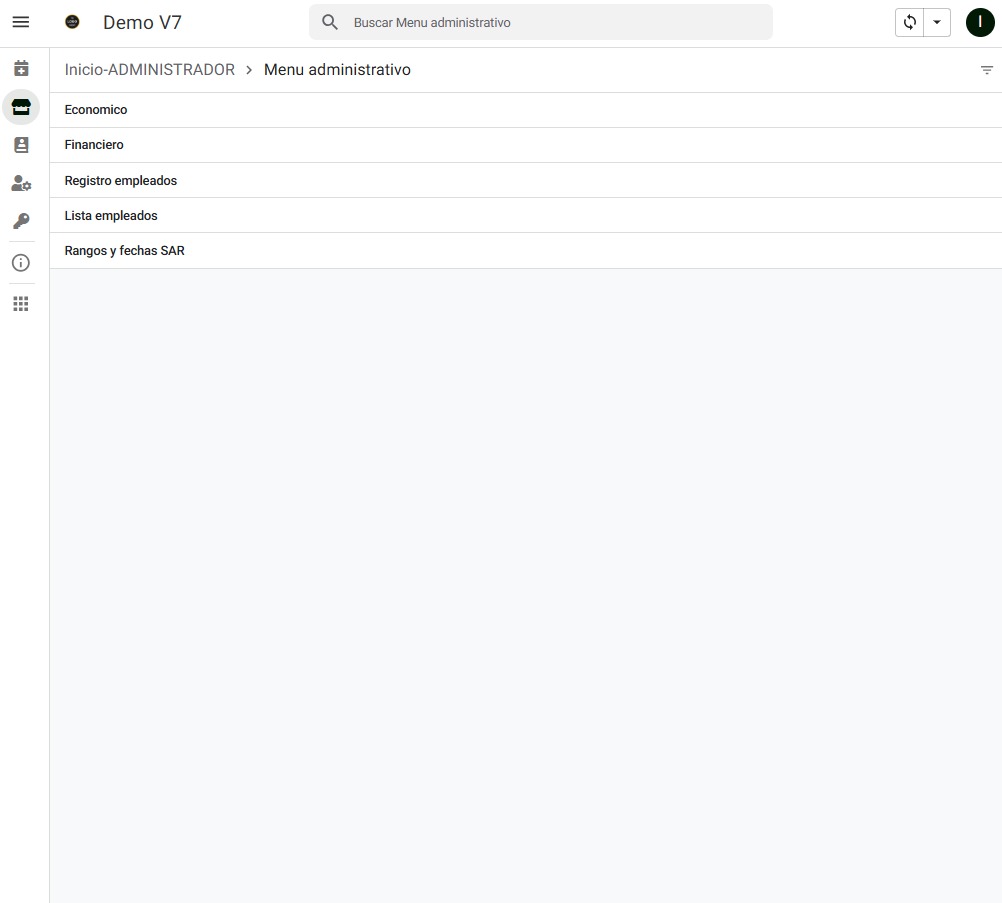 Demo V7
Buscar Menu administrativo
I
Inicio-ADMINISTRADOR > Menu administrativo
Economico
Financiero
Registro empleados
Lista empleados
Rangos y fechas SAR